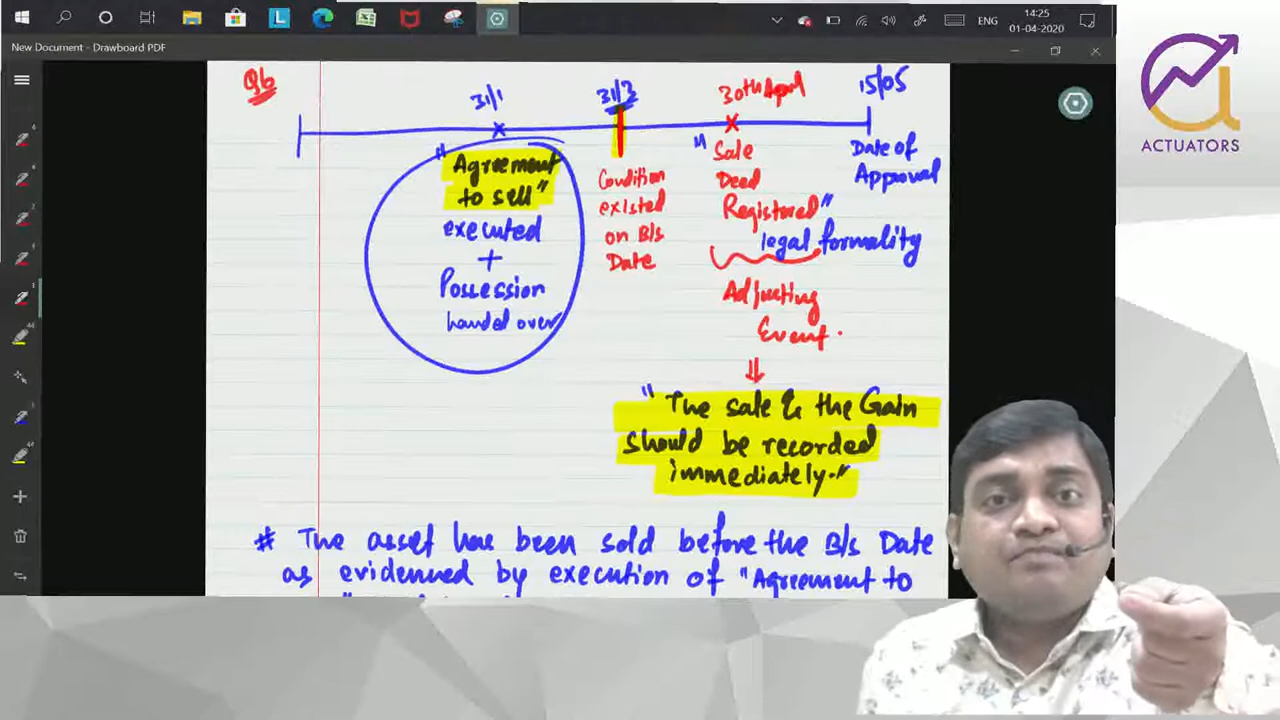 ENG
14:25
01-04-2020
New Document - Drawboard PDF
Q6
31/1
31/3
30th April
15/05
"Agreement
to sell"
executed
+
Possession
handed over
Condition
existed
on B/s
Date
"Sale
Deed
Registered"
legal formality
Adjusting
Event.
Date of
Approval
"The sale & the Gain
should be recorded
immediately."
# The asset has been sold before the B/s Date
as evidenned by execution of "Agreement to
ACTUATORS